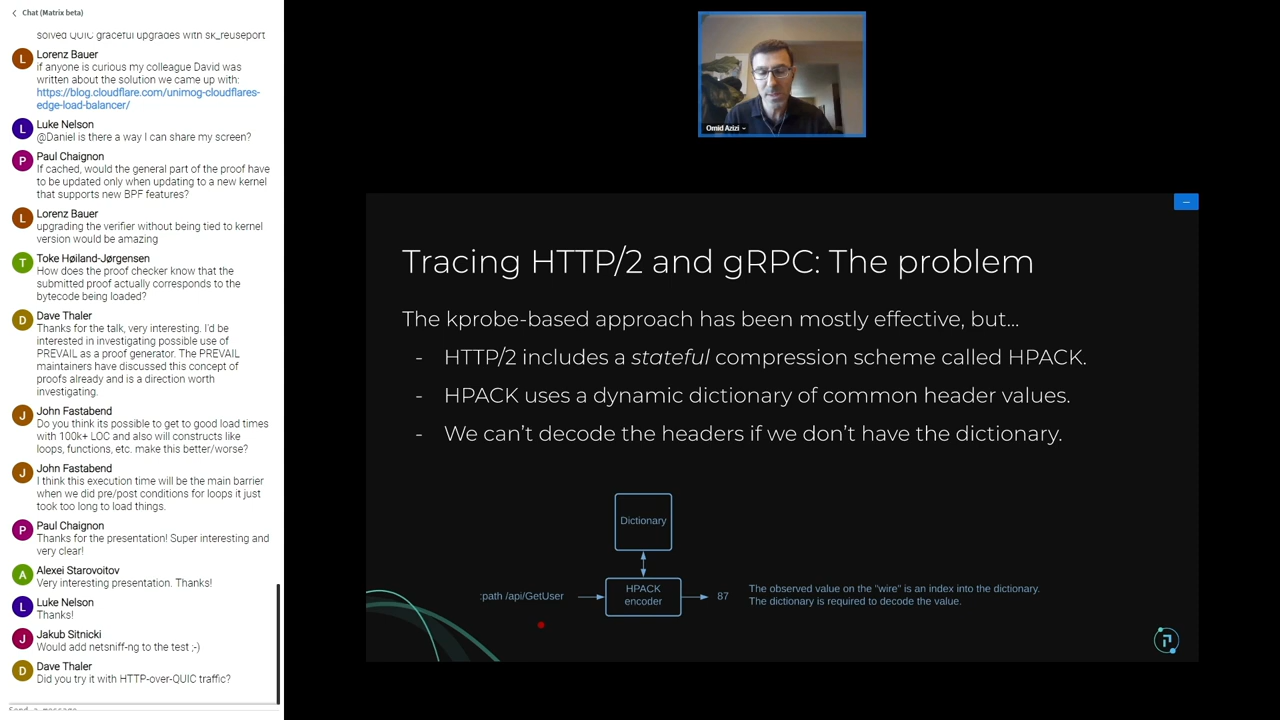 Chat (Matrix beta)
solved QUIC graceful upgrades with sk_reuseport
Lorenz Bauer
if anyone is curious my colleague David was
written about the solution we came up with:
https://blog.cloudflare.com/unimog-cloudflares-
edge-load-balancer/
L
Luke Nelson
@Daniel is there a way I can share my screen?
L
Paul Chaignon
If cached, would the general part of the proof have
to be updated only when updating to a new kernel
that supports new BPF features?
P
Lorenz Bauer
upgrading the verifier without being tied to kernel
version would be amazing
L
Toke Høiland-Jørgensen
How does the proof checker know that the
submitted proof actually corresponds to the
bytecode being loaded?
T
Dave Thaler
Thanks for the talk, very interesting. I'd be
interested in investigating possible use of
PREVAIL as a proof generator. The PREVAIL
maintainers have discussed this concept of
proofs already and is a direction worth
investigating.
D
John Fastabend
Do you think its possible to get to good load times
with 100k+ LOC and also will constructs like
loops, functions, etc. make this better/worse?
J
John Fastabend
I think this execution time will be the main barrier
when we did pre/post conditions for loops it just
took too long to load things.
J
Paul Chaignon
Thanks for the presentation! Super interesting and
very clear!
P
Alexei Starovoitov
Very interesting presentation. Thanks!
A
Luke Nelson
Thanks!
L
Jakub Sitnicki
Would add netsniff-ng to the test ;-)
J
Dave Thaler
Did you try it with HTTP-over-QUIC traffic?
D
Send a message
Omid Azizi
Tracing HTTP/2 and gRPC: The problem
The kprobe-based approach has been mostly effective, but...
- HTTP/2 includes a stateful compression scheme called HPACK.
- HPACK uses a dynamic dictionary of common header values.
- We can't decode the headers if we don't have the dictionary.
Dictionary
:path /api/GetUser
HPACK
encoder
87
The observed value on the "wire" is an index into the dictionary.
The dictionary is required to decode the value.